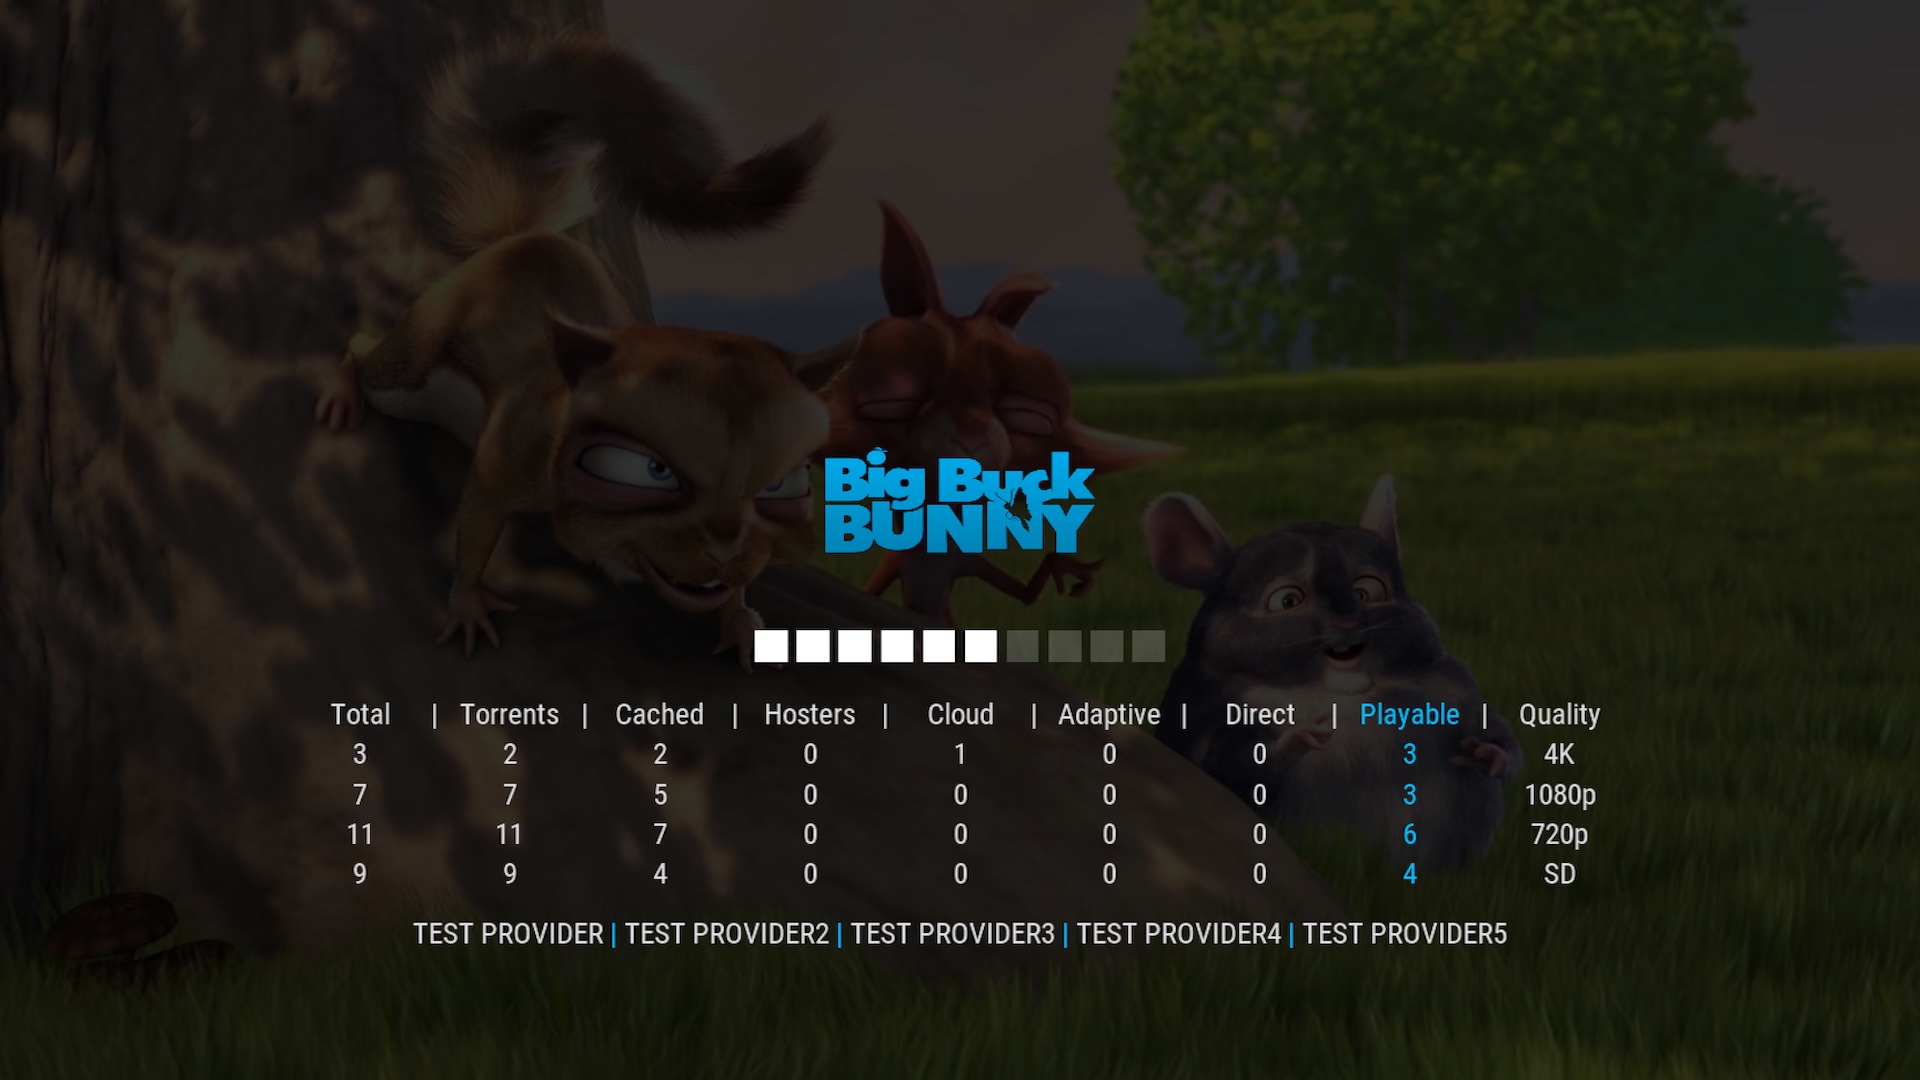 Big Buck
BUNNY
Total | Torrents | Cached | Hosters | Cloud | Adaptive | Direct | Playable | Quality
3 2 2 0 1 0 0 3 4K
7 7 5 0 0 0 0 3 1080p
11 11 7 0 0 0 0 6 720p
9 9 4 0 0 0 0 4 SD
TEST PROVIDER | TEST PROVIDER2 | TEST PROVIDER3 | TEST PROVIDER4 | TEST PROVIDER5